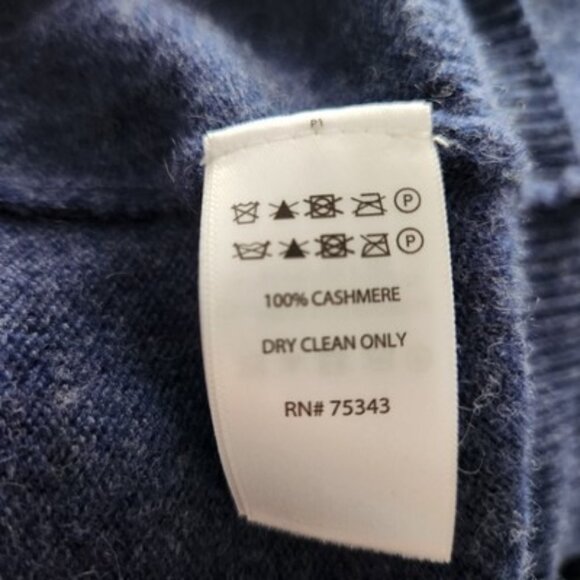 P1
P
P
100% CASHMERE
DRY CLEAN ONLY
RN# 75343